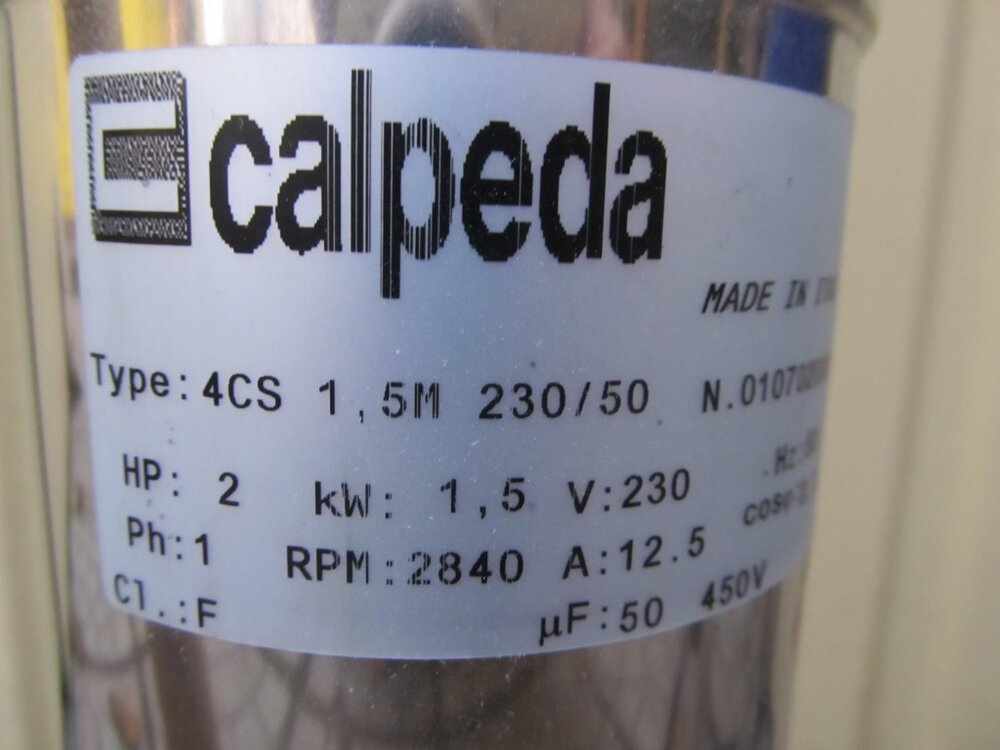 calpeda
MADE IN
Type: 4CS 1,5M 230/50
HP: 2 kW: 1,5 V:230 Hz:
Ph:1 RPM:2840 A:12.5
Cl.:F µF:50 450V